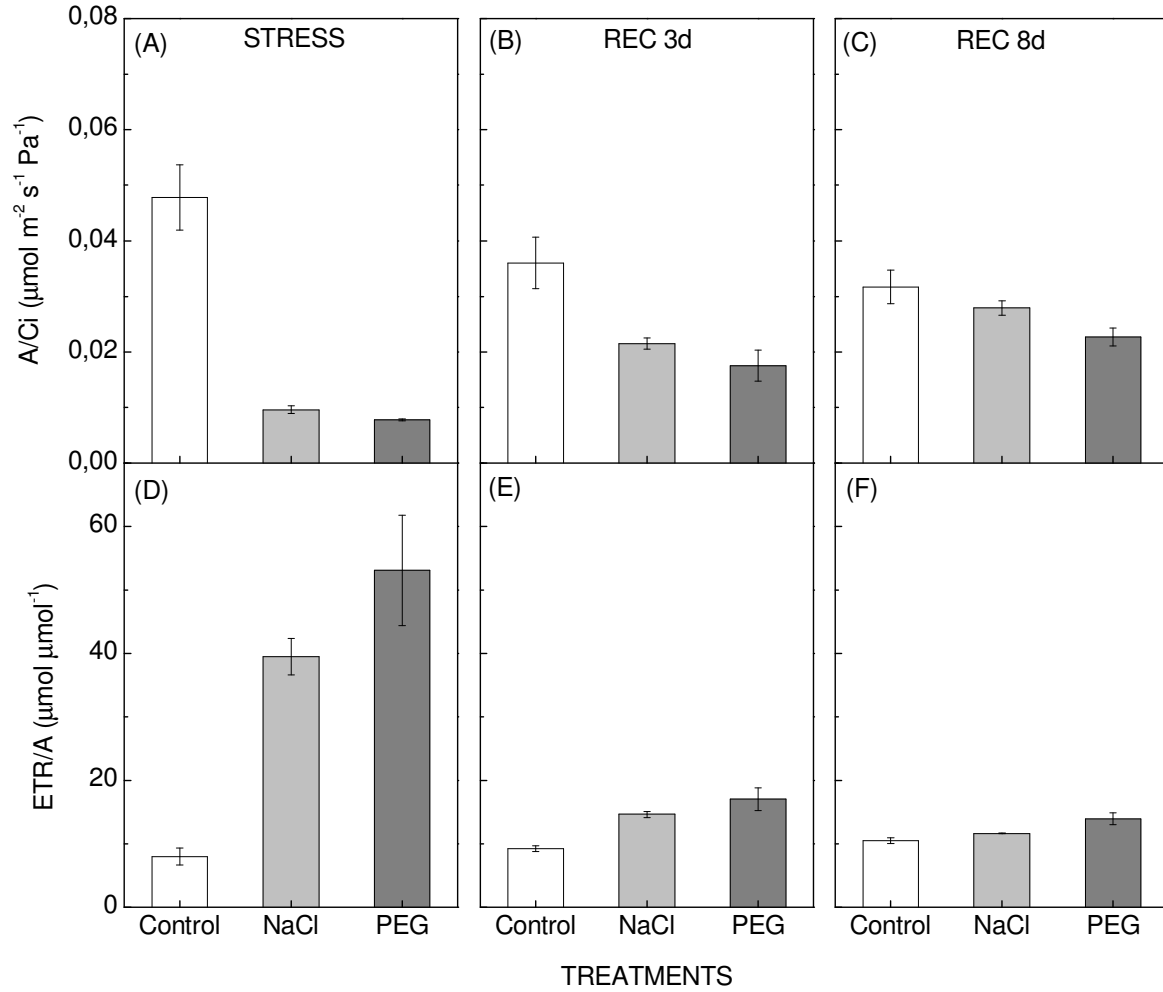 (A) STRESS
(B) REC 3d
(C) REC 8d
A/Ci (μmol m⁻² s⁻¹ Pa⁻¹)
0,08
0,06
0,04
0,02
0,00
(D)
(E)
(F)
ETR/A (μmol μmol⁻¹)
60
40
20
0
Control NaCl PEG Control NaCl PEG Control NaCl PEG
TREATMENTS